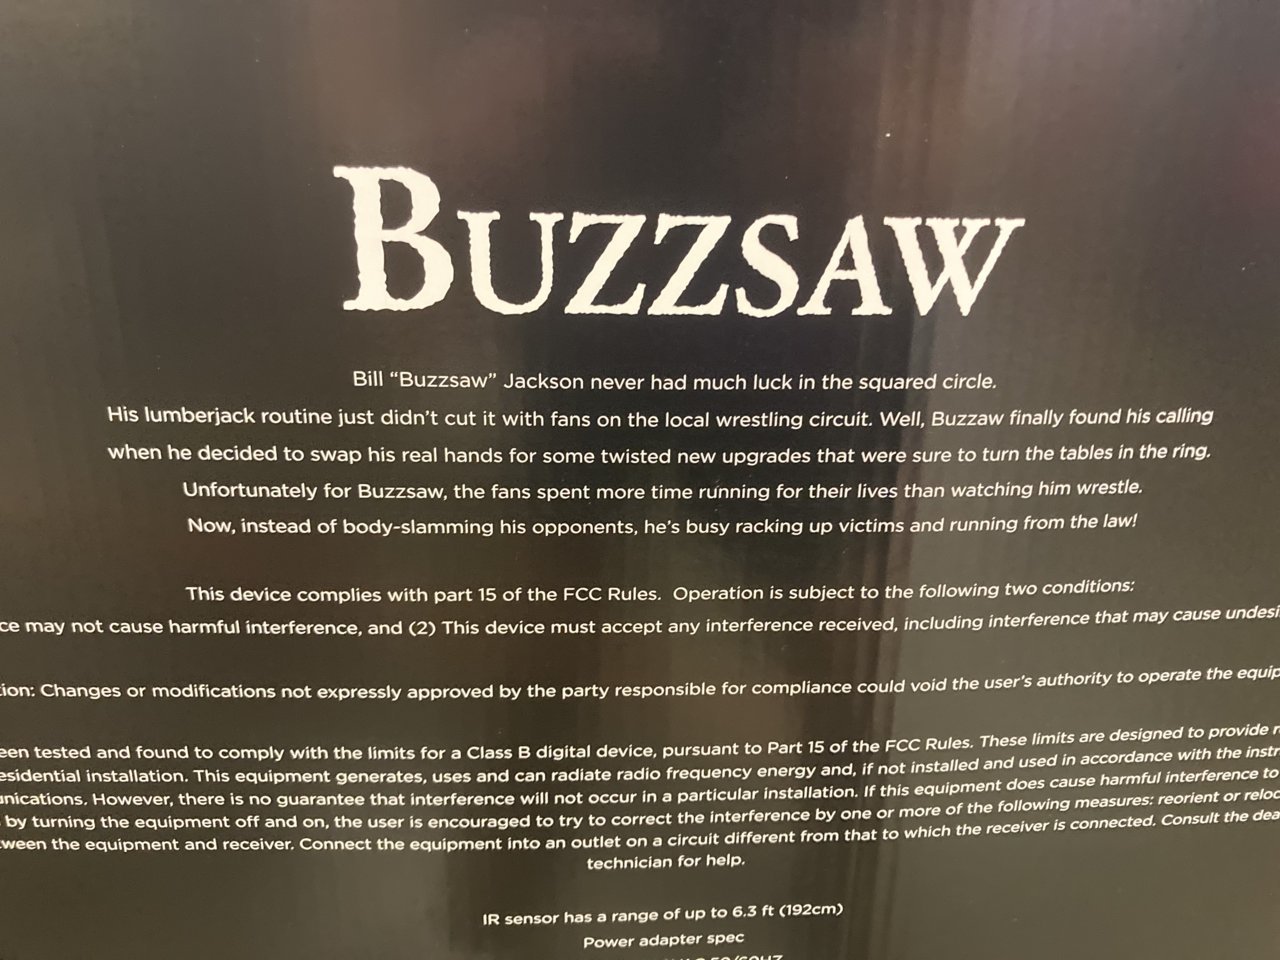 BUZZSAW
Bill “Buzzsaw” Jackson never had much luck in the squared circle.
His lumberjack routine just didn’t cut it with fans on the local wrestling circuit. Well, Buzzaw finally found his calling
when he decided to swap his real hands for some twisted new upgrades that were sure to turn the tables in the ring.
Unfortunately for Buzzsaw, the fans spent more time running for their lives than watching him wrestle.
Now, instead of body-slamming his opponents, he’s busy racking up victims and running from the law!
This device complies with part 15 of the FCC Rules. Operation is subject to the following two conditions:
may not cause harmful interference, and (2) This device must accept any interference received, including interference that may cause
Changes or modifications not expressly approved by the party responsible for compliance could void the user’s authority to operate the
tested and found to comply with the limits for a Class B digital device, pursuant to Part 15 of the FCC Rules. These limits are designed to provide
installation. This equipment generates, uses and can radiate radio frequency energy and, if not installed and used in accordance with the
However, there is no guarantee that interference will not occur in a particular installation. If this equipment does cause harmful interference to
by turning the equipment off and on, the user is encouraged to try to correct the interference by one or more of the following measures: reorient or
the equipment and receiver. Connect the equipment into an outlet on a circuit different from that to which the receiver is connected. Consult the
technician for help.
IR sensor has a range of up to 6.3 ft (192cm)
Power adapter spec